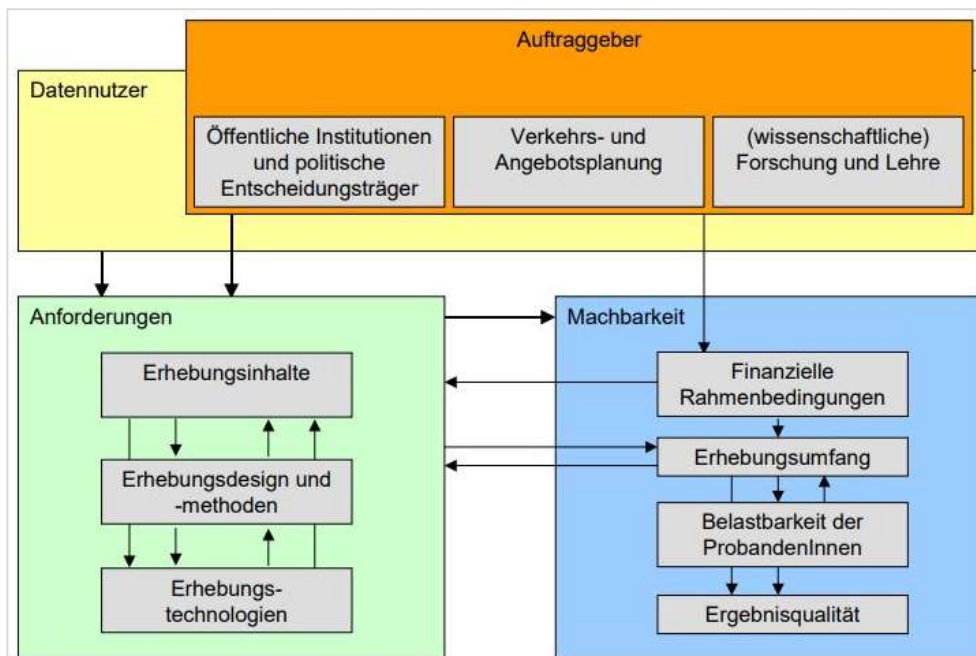 Auftraggeber
Datennutzer
Öffentliche Institutionen
und politische
Entscheidungsträger
Verkehrs- und
Angebotsplanung
(wissenschaftliche)
Forschung und Lehre
Anforderungen
Erhebungsinhalte
Erhebungsdesign und
-methoden
Erhebungs-
technologien
Machbarkeit
Finanzielle
Rahmenbedingungen
Erhebungsumfang
Belastbarkeit der
ProbandenInnen
Ergebnisqualität